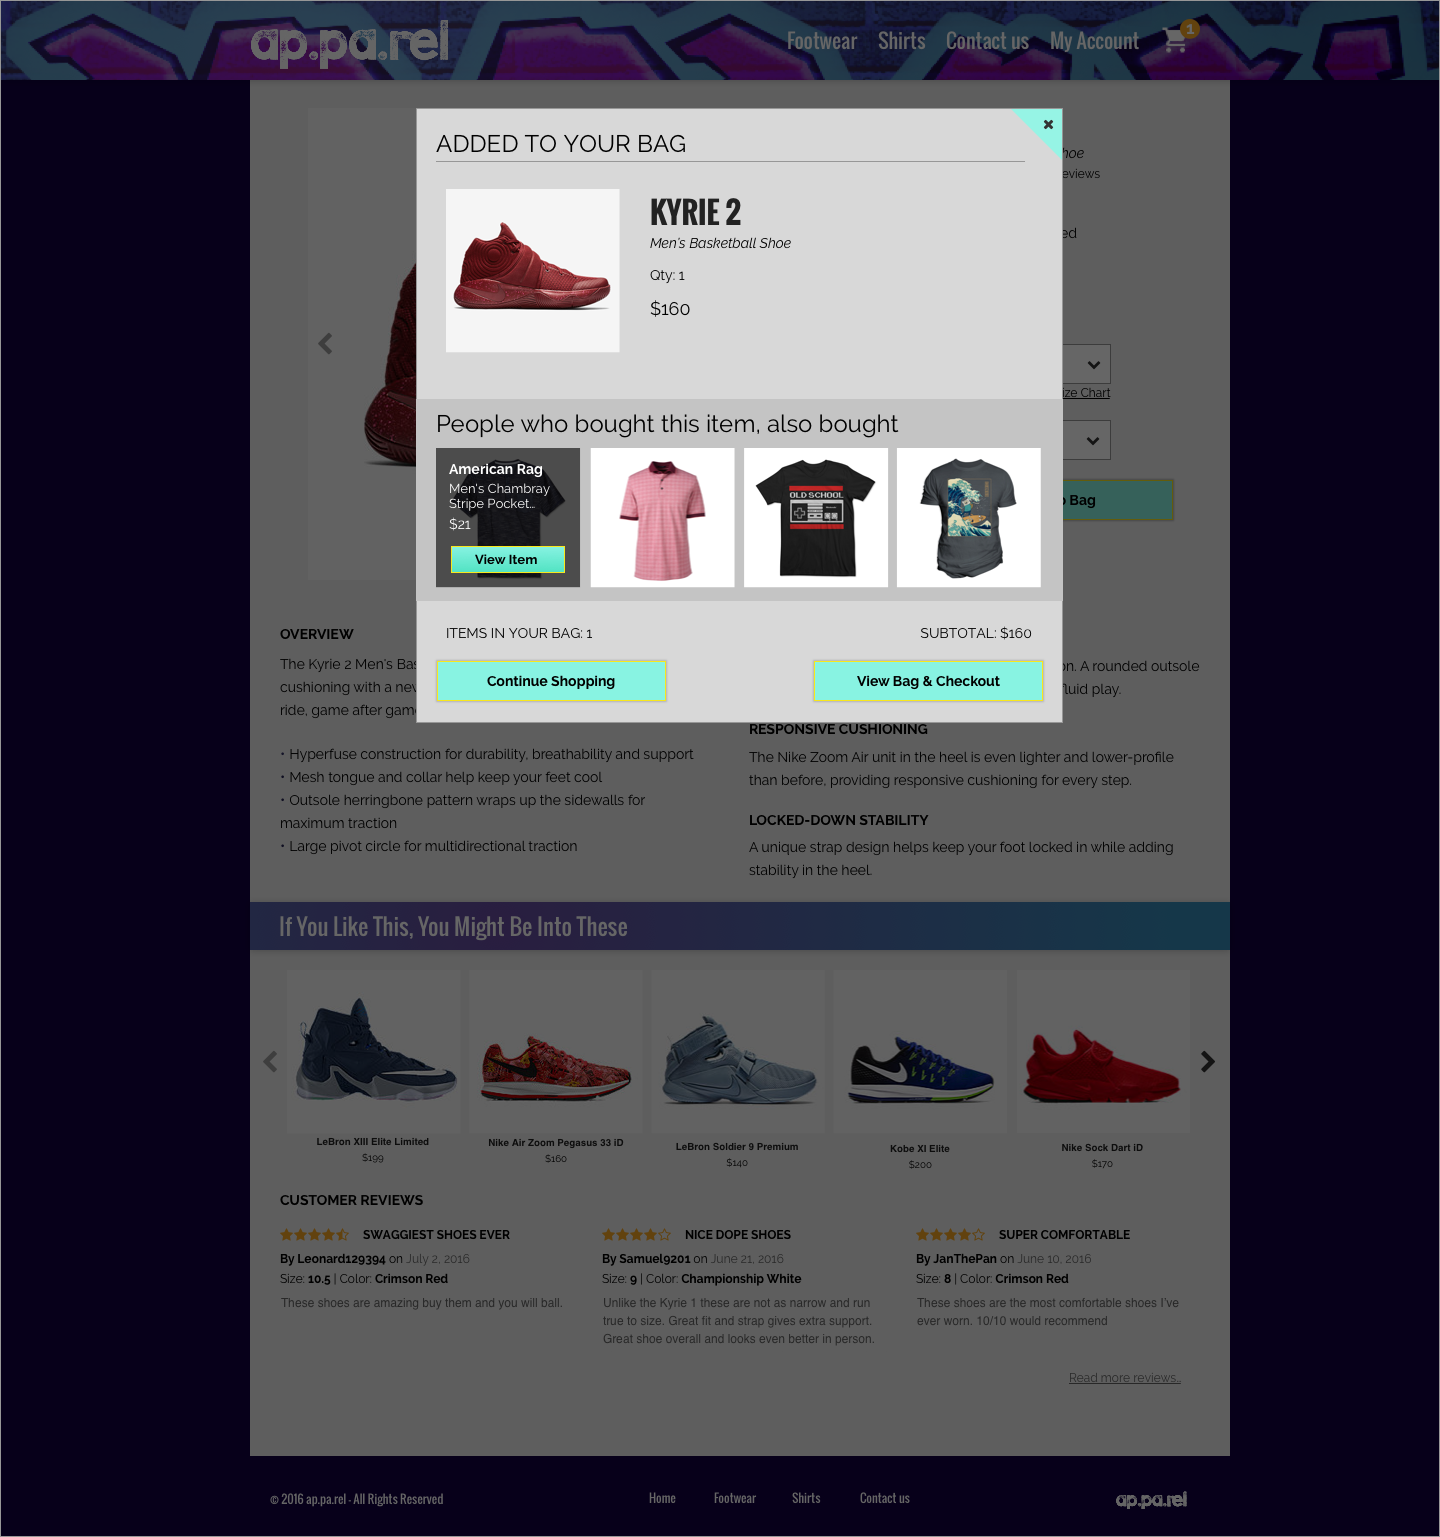 ap.pa.rel
Footwear Shirts Contact us My Account 1
ADDED TO YOUR BAG
KYRIE 2
Men's Basketball Shoe
Qty: 1
$160
hoe
eviews
ed
ize Chart
Bag
People who bought this item, also bought
American Rag
Men's Chambray
Stripe Pocket...
$21
View Item
OLD SCHOOL
ITEMS IN YOUR BAG: 1
SUBTOTAL: $160
Continue Shopping
View Bag & Checkout
OVERVIEW
The Kyrie 2 Men's Bas
cushioning with a new
ride, game after gam
• Hyperfuse construction for durability, breathability and support
• Mesh tongue and collar help keep your feet cool
• Outsole herringbone pattern wraps up the sidewalls for
maximum traction
• Large pivot circle for multidirectional traction
on. A rounded outsole
fluid play.
RESPONSIVE CUSHIONING
The Nike Zoom Air unit in the heel is even lighter and lower-profile
than before, providing responsive cushioning for every step.
LOCKED-DOWN STABILITY
A unique strap design helps keep your foot locked in while adding
stability in the heel.
If You Like This, You Might Be Into These
LeBron XIII Elite Limited
$199
Nike Air Zoom Pegasus 33 iD
$160
LeBron Soldier 9 Premium
$140
Kobe XI Elite
$200
Nike Sock Dart iD
$170
CUSTOMER REVIEWS
SWAGGIEST SHOES EVER
By Leonard129394 on July 2, 2016
Size: 10.5 | Color: Crimson Red
These shoes are amazing buy them and you will ball.
NICE DOPE SHOES
By Samuel9201 on June 21, 2016
Size: 9 | Color: Championship White
Unlike the Kyrie 1 these are not as narrow and run
true to size. Great fit and strap gives extra support.
Great shoe overall and looks even better in person.
SUPER COMFORTABLE
By JanThePan on June 10, 2016
Size: 8 | Color: Crimson Red
These shoes are the most comfortable shoes I've
ever worn. 10/10 would recommend
Read more reviews...
© 2016 ap.pa.rel - All Rights Reserved
Home Footwear Shirts Contact us
ap.pa.rel